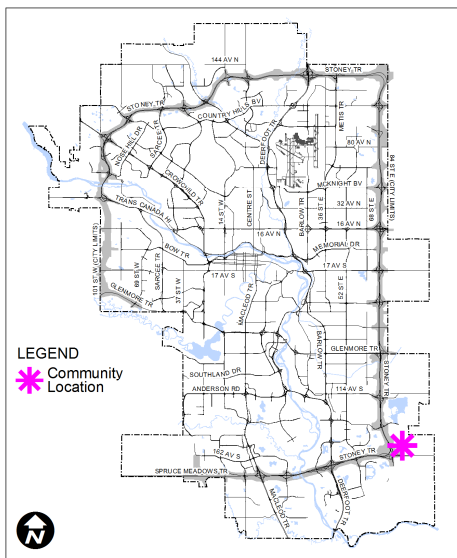 144 AV N
STONEY TR
STONEY TR
COUNTRY HILLS BV
DEERFOOT TR
METIS TR
NOSE HILL DR
SARCEE TR
80 AV N
CROWCHILD TR
MCKNIGHT BV
84 ST E (CITY LIMITS)
68 ST E
TRANS CANADA HI
14 ST W
CENTRE ST
BARLOW TR
36 ST E
32 AV N
16 AV N
16 AV N
BOW TR
MEMORIAL DR
17 AV S
17 AV S
101 ST W (CITY LIMITS)
69 ST W
SARCEE TR
37 ST W
MACLEOD TR
52 ST E
GLENMORE TR
BARLOW TR
GLENMORE TR
STONEY TR
SOUTHLAND DR
ANDERSON RD
114 AV S
162 AV S
STONEY TR
SPRUCE MEADOWS TR
MACLEOD TR
DEERFOOT TR
LEGEND
Community
Location
N